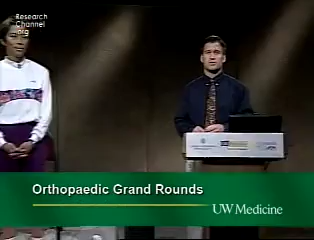 Research
Channel
.org
Orthopaedic Grand Rounds
UW Medicine